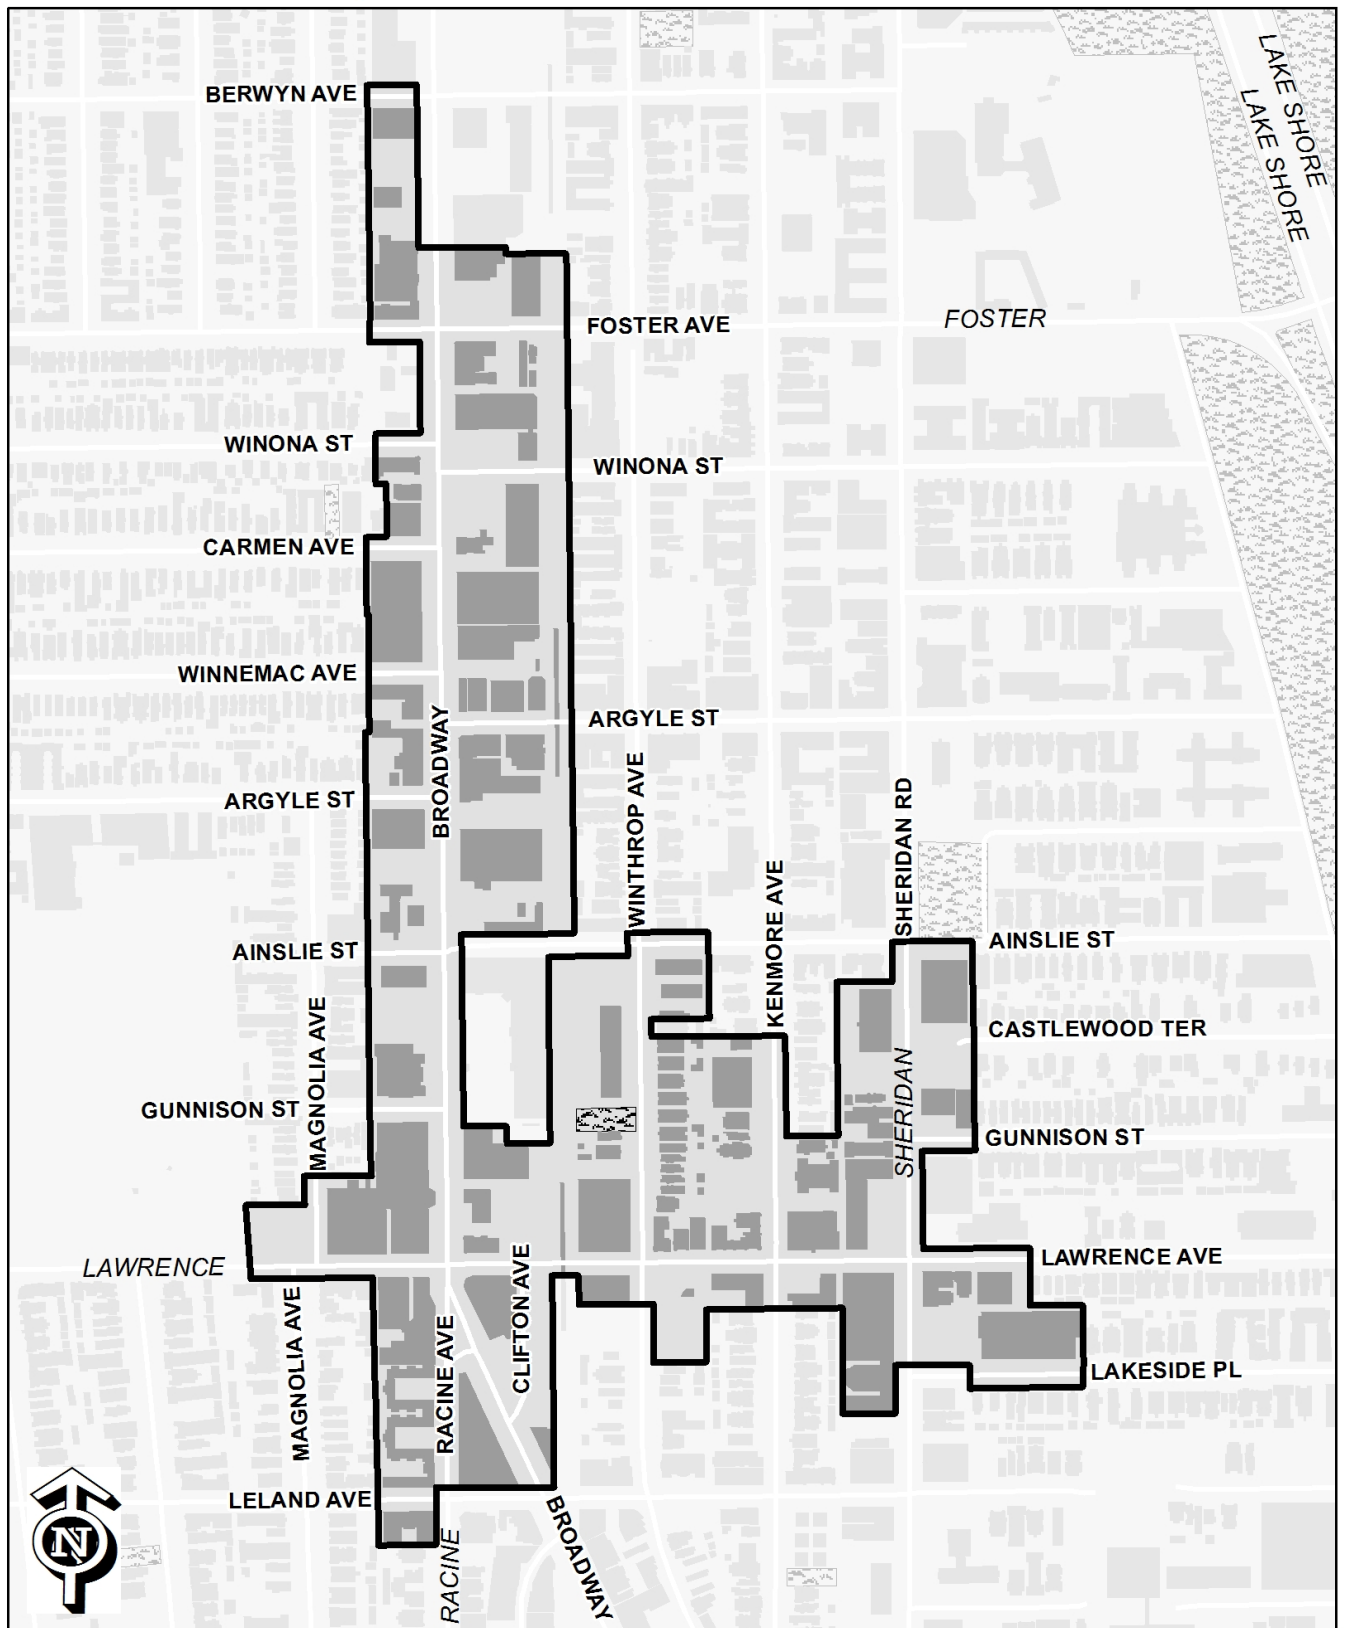 LAKE SHORE
LAKE SHORE
BERWYN AVE
FOSTER AVE
FOSTER
WINONA ST
WINONA ST
CARMEN AVE
WINNEMAC AVE
ARGYLE ST
BROADWAY
ARGYLE ST
WINTHROP AVE
SHERIDAN RD
KENMORE AVE
AINSLIE ST
AINSLIE ST
MAGNOLIA AVE
CASTLEWOOD TER
SHERIDAN
GUNNISON ST
GUNNISON ST
LAWRENCE
LAWRENCE AVE
MAGNOLIA AVE
RACINE AVE
CLIFTON AVE
LAKESIDE PL
LELAND AVE
BROADWAY
RACINE
N